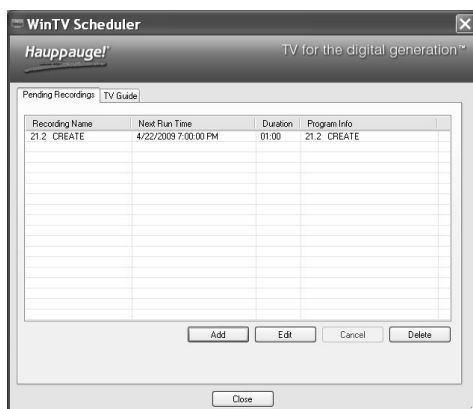 WinTV Scheduler
Hauppauge!
TV for the digital generation™
Pending Recordings TV Guide
Recording Name Next Run Time Duration Program Info
21.2 CREATE 4/22/2009 7:00:00 PM 01:00 21.2 CREATE
Add Edit Cancel Delete
Close